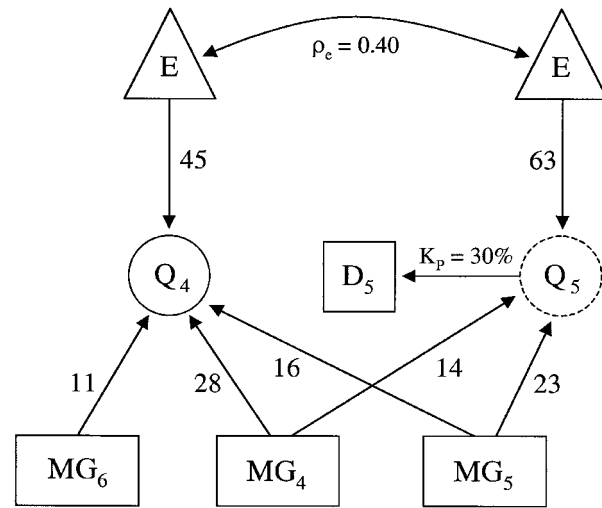 E
ρe = 0.40
E
45
63
Q4
D5
KP = 30%
Q5
11
28
16
14
23
MG6
MG4
MG5